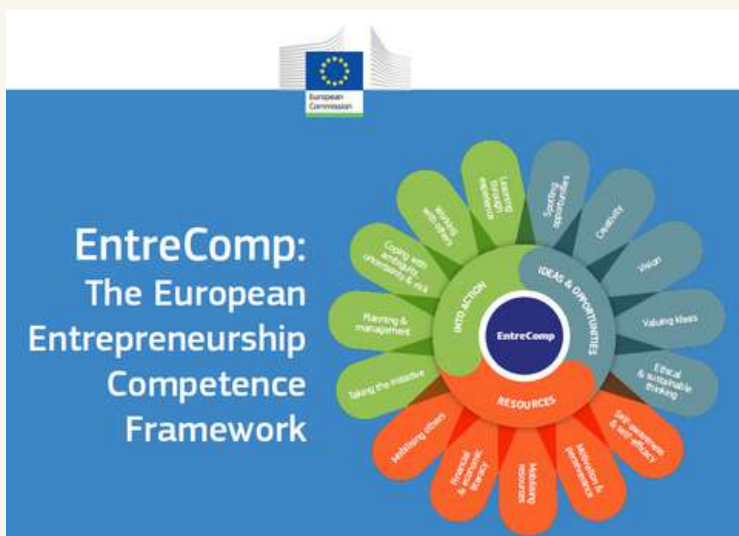 European
Commission
EntreComp:
The European
Entrepreneurship
Competence
Framework
EntreComp
IDEAS & OPPORTUNITIES
RESOURCES
INTO ACTION
Spotting
opportunities
Creativity
Vision
Valuing Ideas
Ethical
& sustainable
thinking
Self-awareness
& self-efficacy
Motivation &
perseverance
Mobilising
resources
Financial
& economic
literacy
Mobilising others
Taking the initiative
Planning &
management
Coping with
ambiguity,
uncertainty & risk
Working
with others
Learning
through
experience